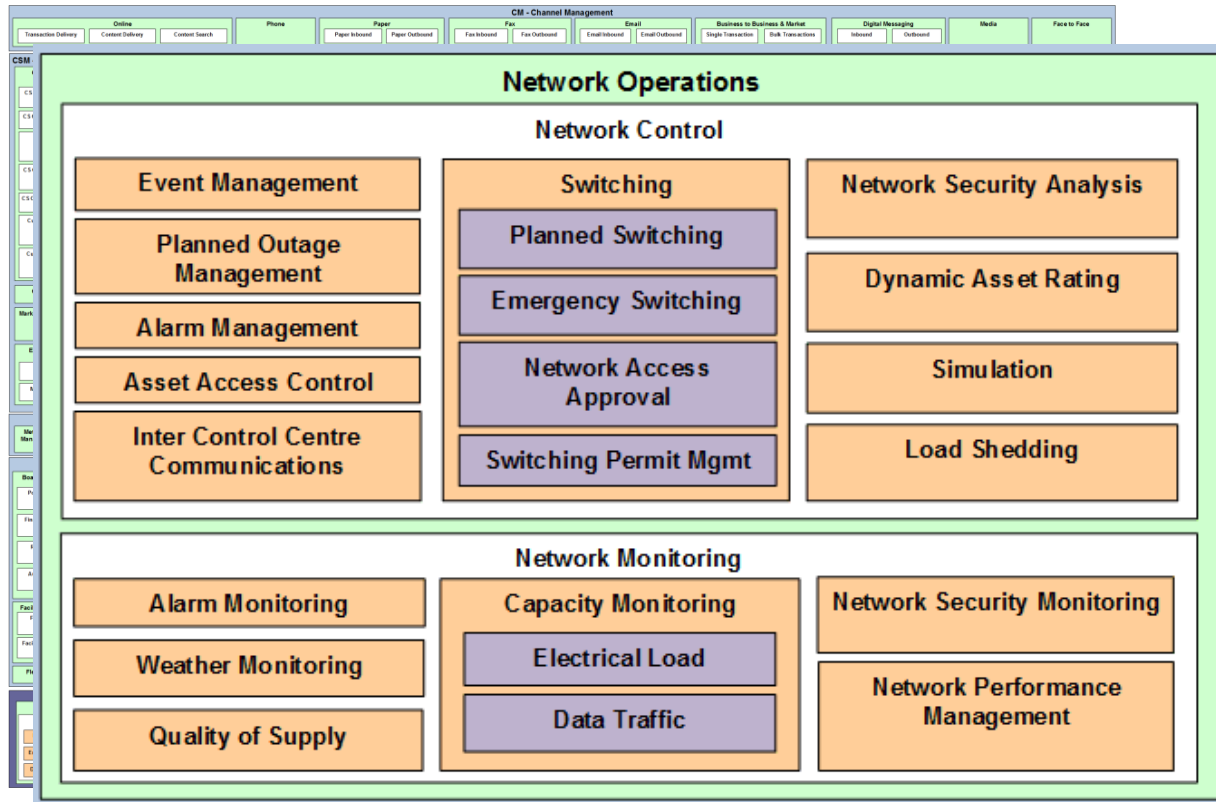 CM - Channel Management
Online
Phone
Paper
Fax
Email
Business to Business & Market
Digital Messaging
Media
Face to Face
Transaction Delivery
Content Delivery
Content Search
Paper Inbound
Paper Outbound
Fax Inbound
Fax Outbound
Email Inbound
Email Outbound
Single Transaction
Bulk Transactions
Inbound
Outbound
CSM
Network Operations
Network Control
Event Management
Planned Outage
Management
Alarm Management
Asset Access Control
Inter Control Centre
Communications
Switching
Planned Switching
Emergency Switching
Network Access
Approval
Switching Permit Mgmt
Network Security Analysis
Dynamic Asset Rating
Simulation
Load Shedding
Network Monitoring
Alarm Monitoring
Weather Monitoring
Quality of Supply
Capacity Monitoring
Electrical Load
Data Traffic
Network Security Monitoring
Network Performance
Management